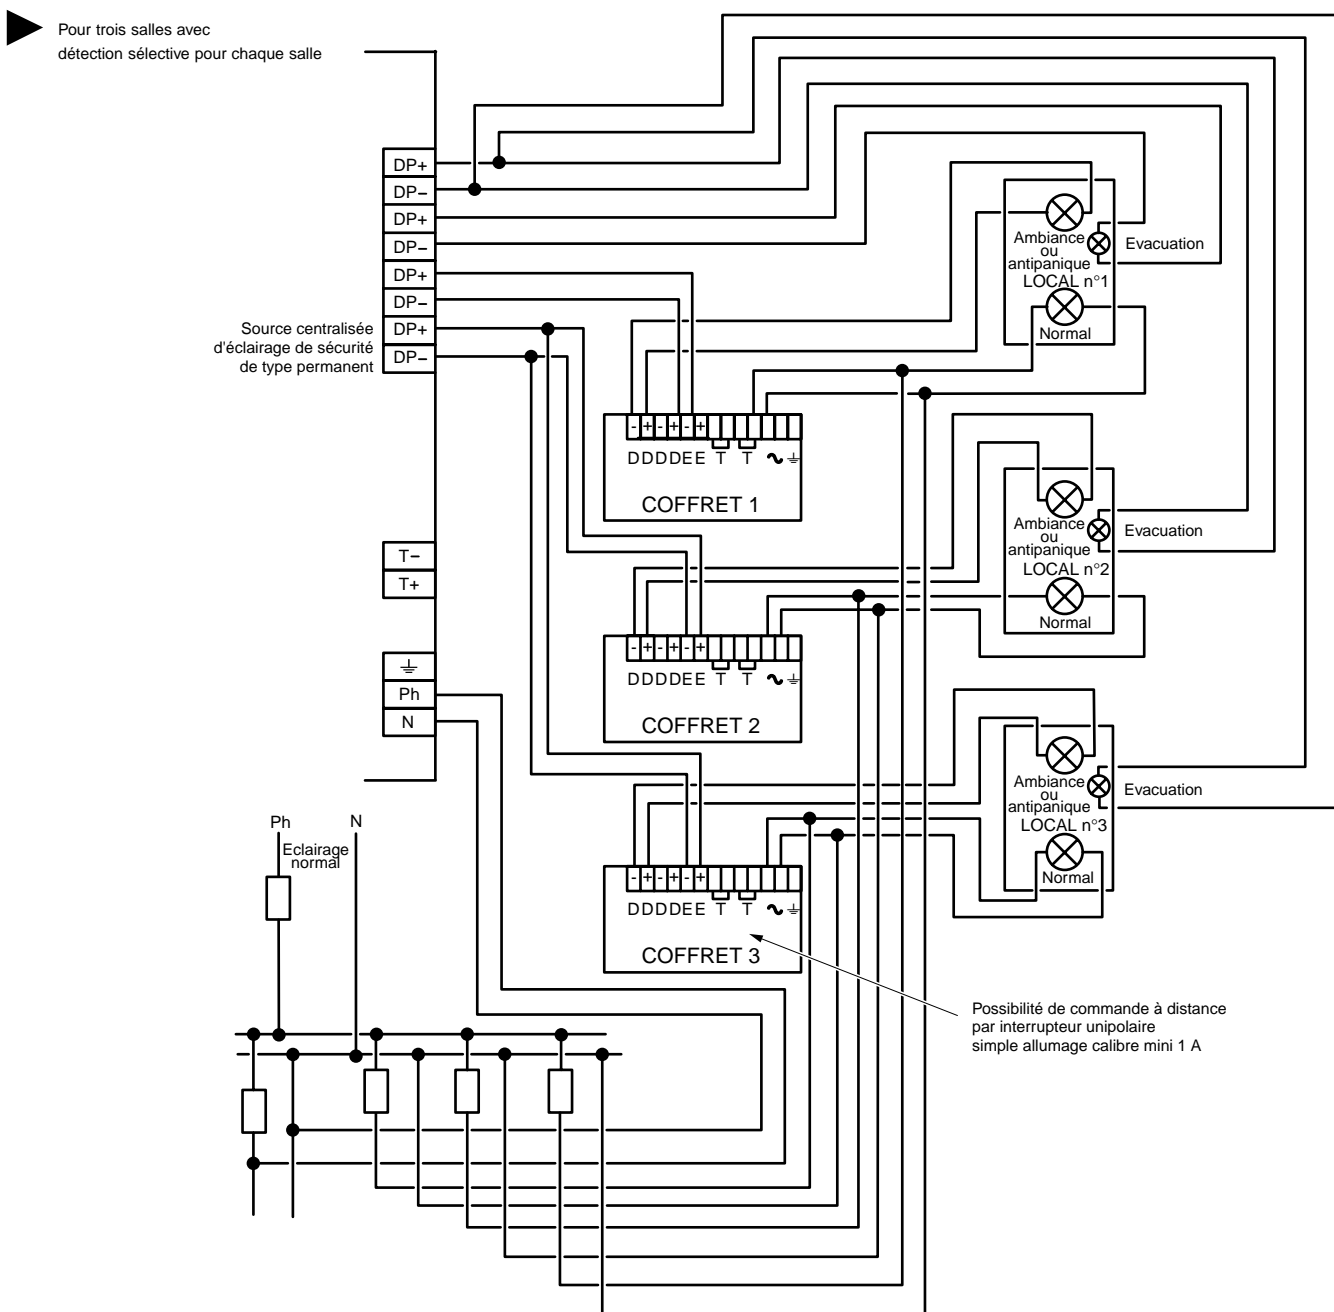 Pour trois salles avec
détection sélective pour chaque salle
DP+
DP–
DP+
DP–
DP+
DP–
DP+
DP–
Source centralisée
d'éclairage de sécurité
de type permanent
T–
T+
Ph
N
Ambiance
ou
antipanique
Evacuation
LOCAL n°1
Normal
- + - + - +
D D D D E E T T
COFFRET 1
Ambiance
ou
antipanique
Evacuation
LOCAL n°2
Normal
- + - + - +
D D D D E E T T
COFFRET 2
Ambiance
ou
antipanique
Evacuation
LOCAL n°3
Normal
- + - + - +
D D D D E E T T
COFFRET 3
Ph
N
Eclairage
normal
Possibilité de commande à distance
par interrupteur unipolaire
simple allumage calibre mini 1 A